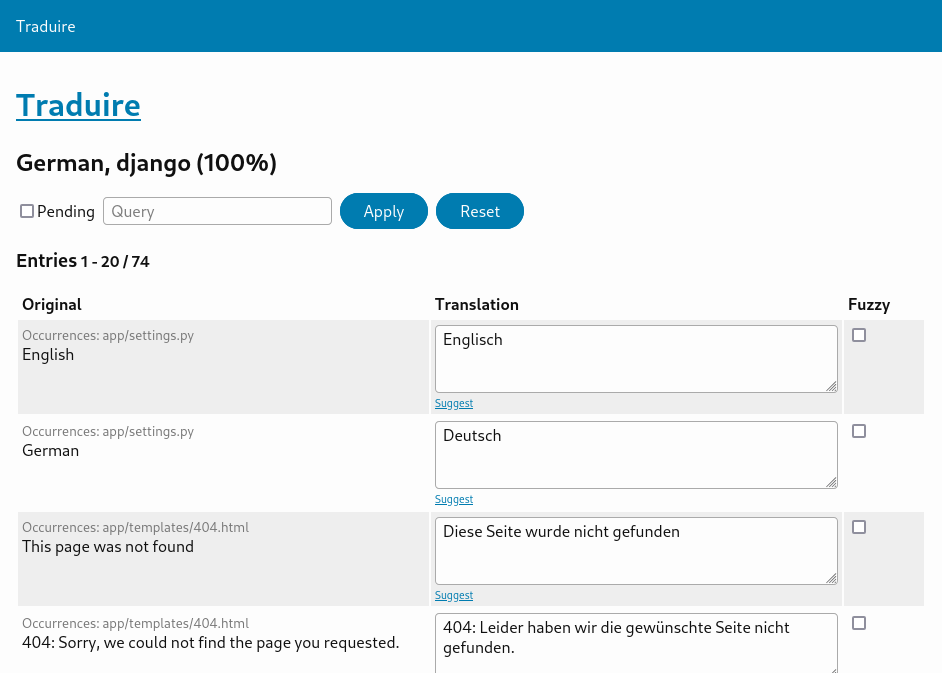 Traduire
Traduire
German, django (100%)
Pending Query Apply Reset
Entries 1 - 20 / 74
Original Translation Fuzzy
Occurrences: app/settings.py
English
Englisch
Suggest
Occurrences: app/settings.py
German
Deutsch
Suggest
Occurrences: app/templates/404.html
This page was not found
Diese Seite wurde nicht gefunden
Suggest
Occurrences: app/templates/404.html
404: Sorry, we could not find the page you requested.
404: Leider haben wir die gewünschte Seite nicht
gefunden.